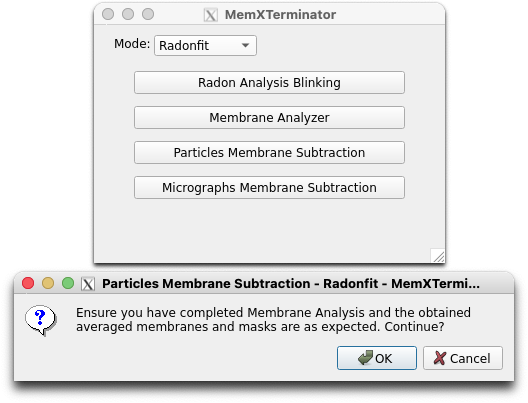 MemXTerminator
Mode: Radonfit
Radon Analysis Blinking
Membrane Analyzer
Particles Membrane Subtraction
Micrographs Membrane Subtraction
Particles Membrane Subtraction - Radonfit - MemXTermi...
Ensure you have completed Membrane Analysis and the obtained
averaged membranes and masks are as expected. Continue?
OK Cancel